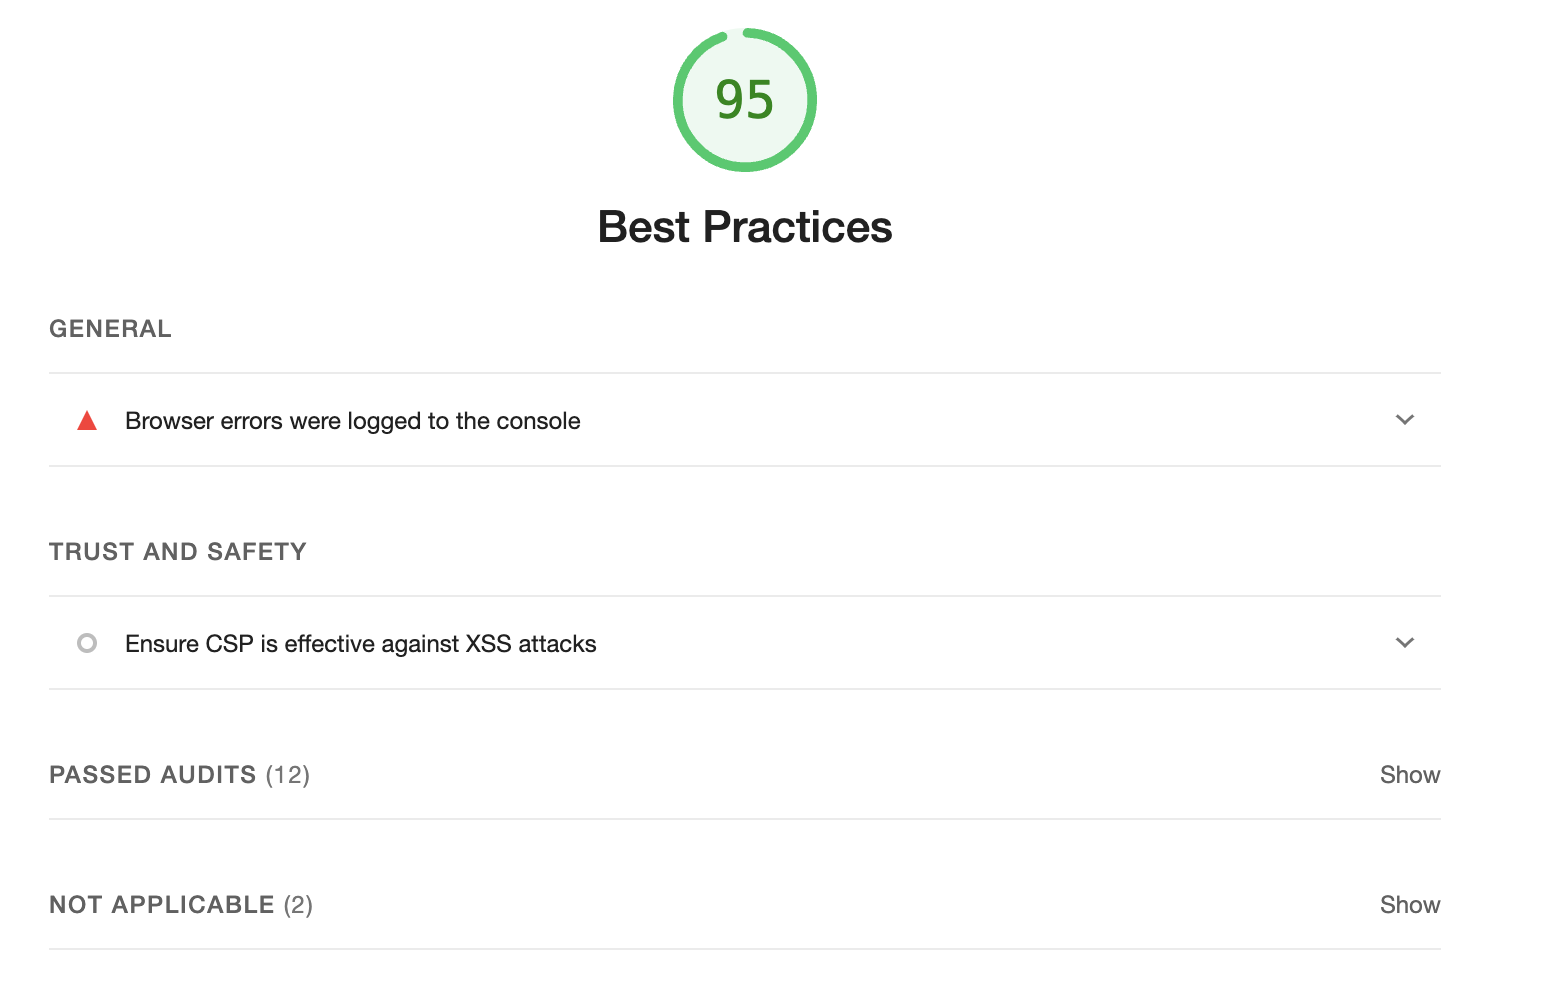 95
Best Practices
GENERAL
Browser errors were logged to the console
TRUST AND SAFETY
Ensure CSP is effective against XSS attacks
PASSED AUDITS (12) Show
NOT APPLICABLE (2) Show